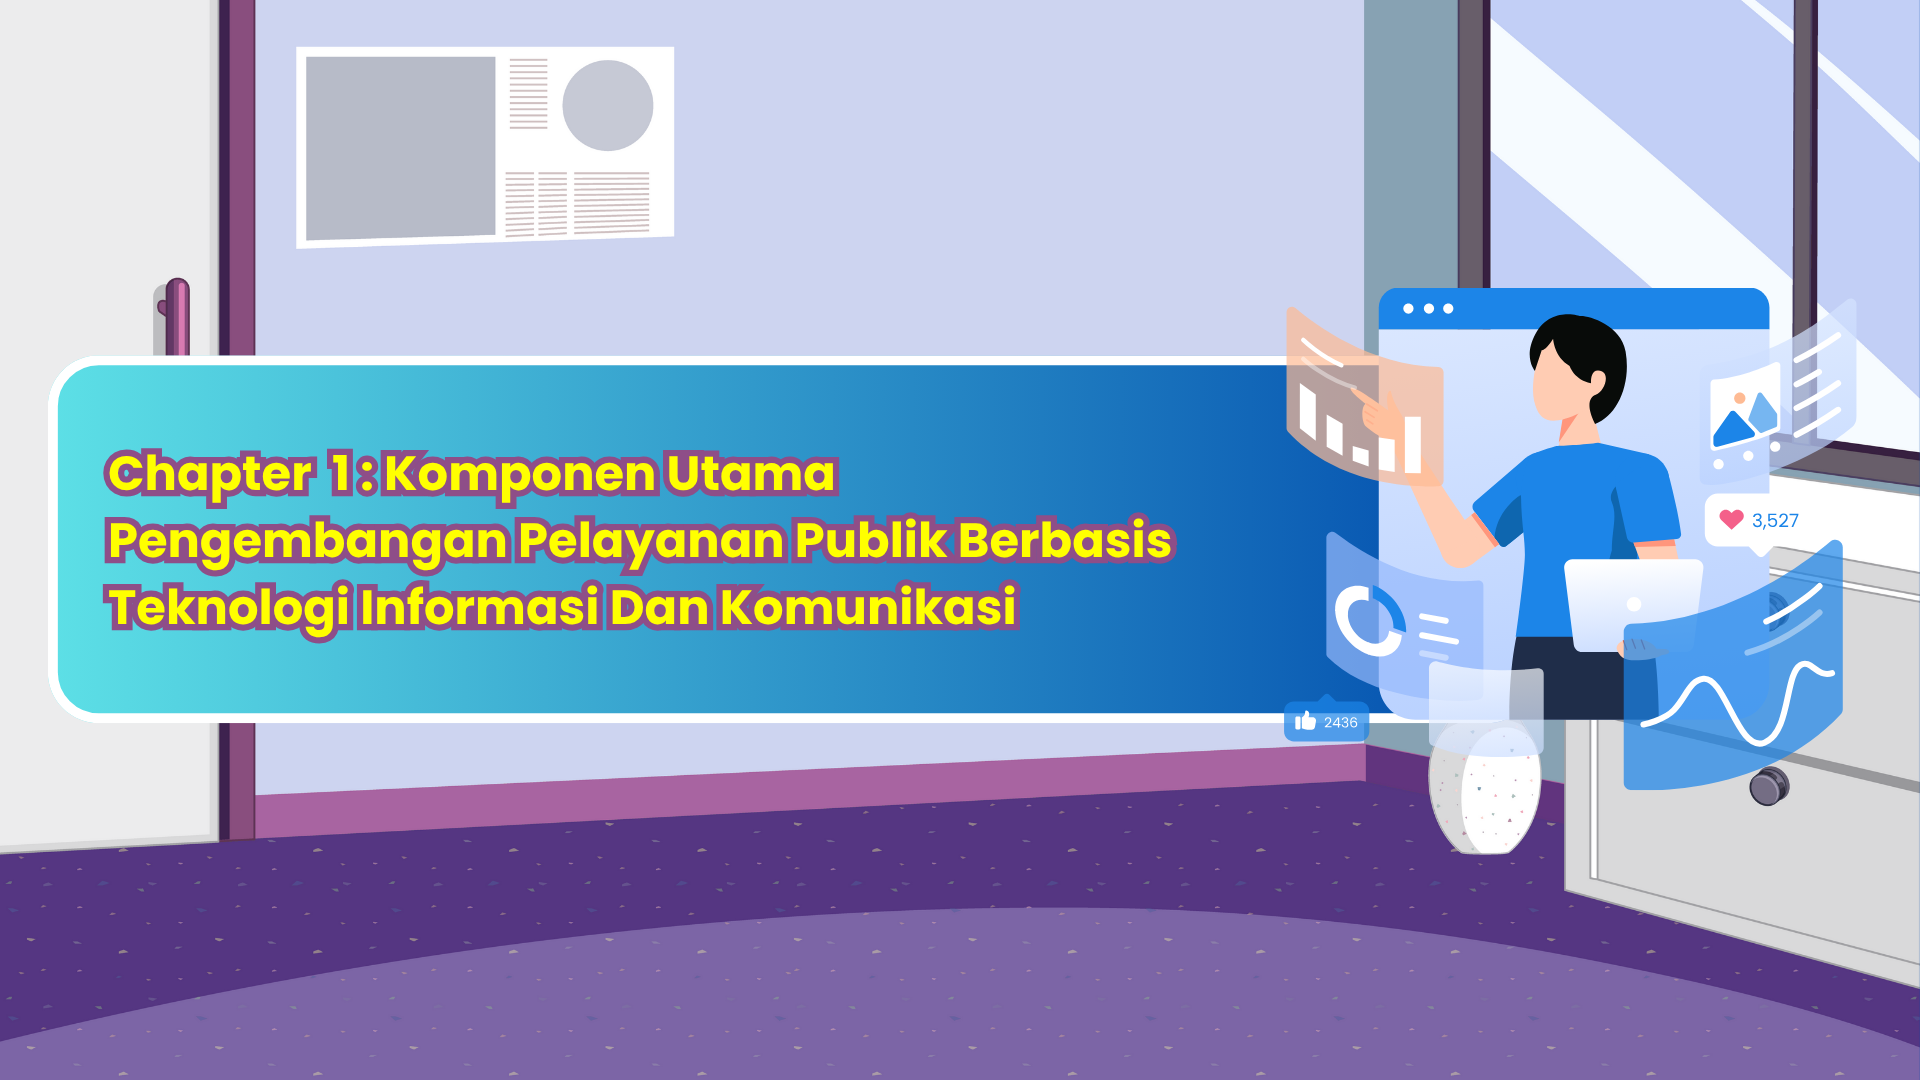 Chapter 1 : Komponen Utama
Pengembangan Pelayanan Publik Berbasis
Teknologi Informasi Dan Komunikasi
3,527
2436